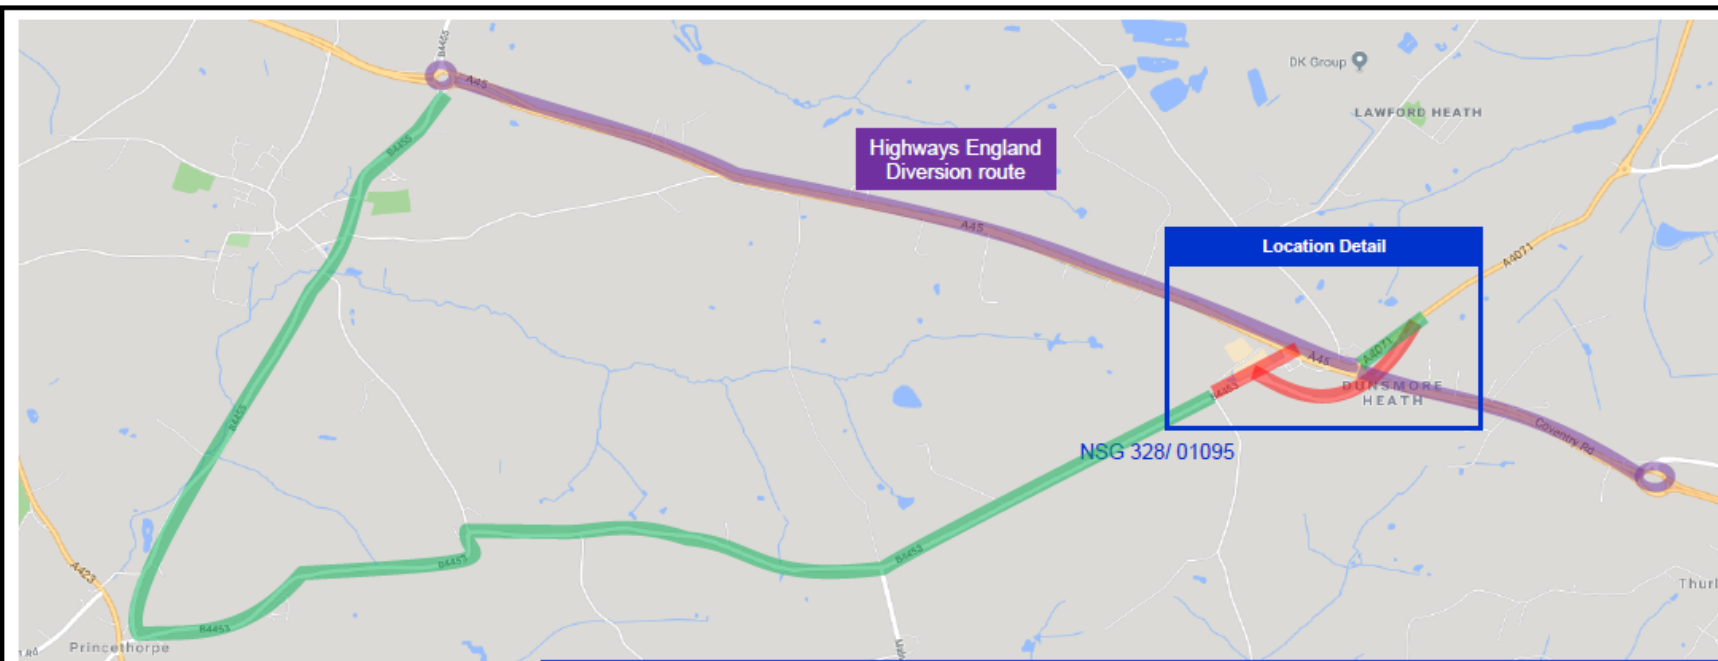 B4455
A45
DK Group
LAWFORD HEATH
Highways England
Diversion route
B4455
A45
Location Detail
A4071
A4071
A45
DUNSMORE
HEATH
B4453
Coventry Rd
NSG 328/ 01095
B4455
B4453
B4453
A423
B4453
Princethorpe
Thurl